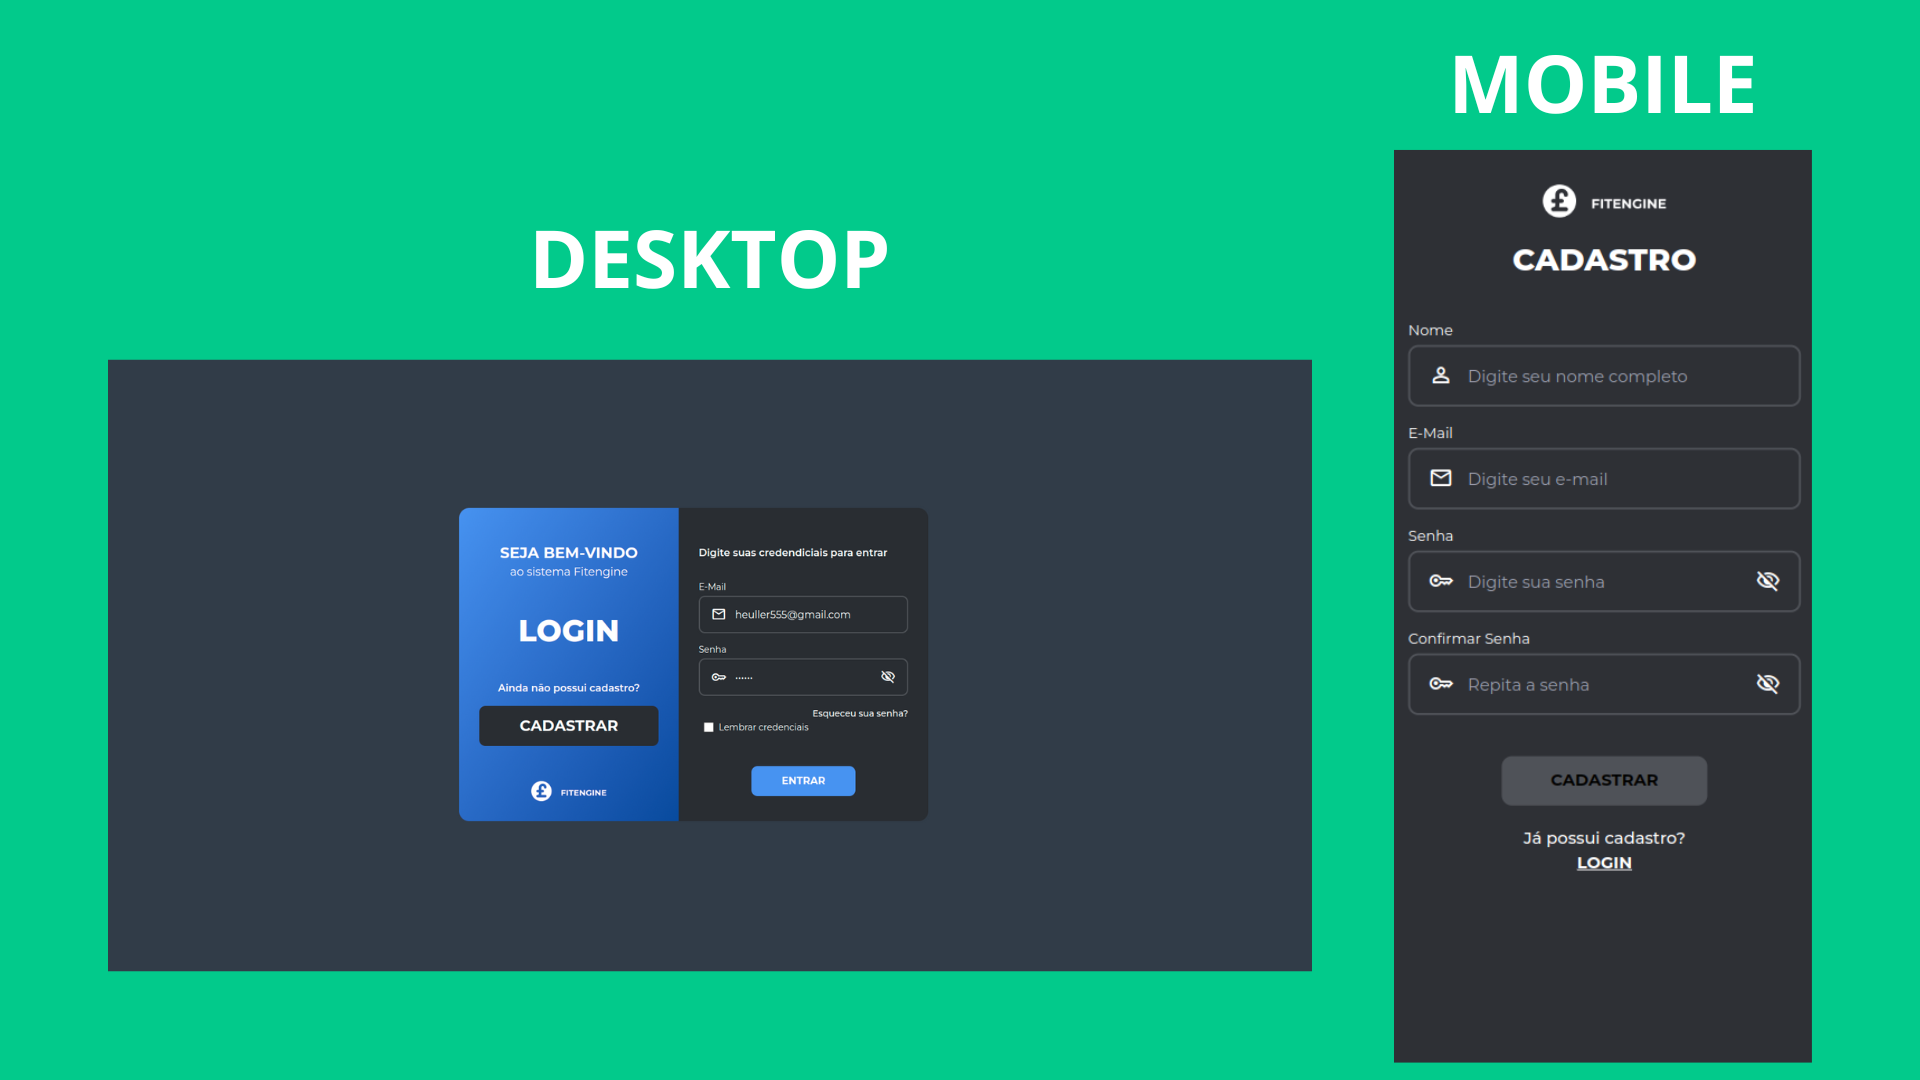 DESKTOP
SEJA BEM-VINDO
ao sistema Fitengine
LOGIN
Ainda não possui cadastro?
CADASTRAR
FITENGINE
Digite suas credendiciais para entrar
E-Mail
heuller555@gmail.com
Senha
······
Esqueceu sua senha?
Lembrar credenciais
ENTRAR
MOBILE
FITENGINE
CADASTRO
Nome
Digite seu nome completo
E-Mail
Digite seu e-mail
Senha
Digite sua senha
Confirmar Senha
Repita a senha
CADASTRAR
Já possui cadastro?
LOGIN